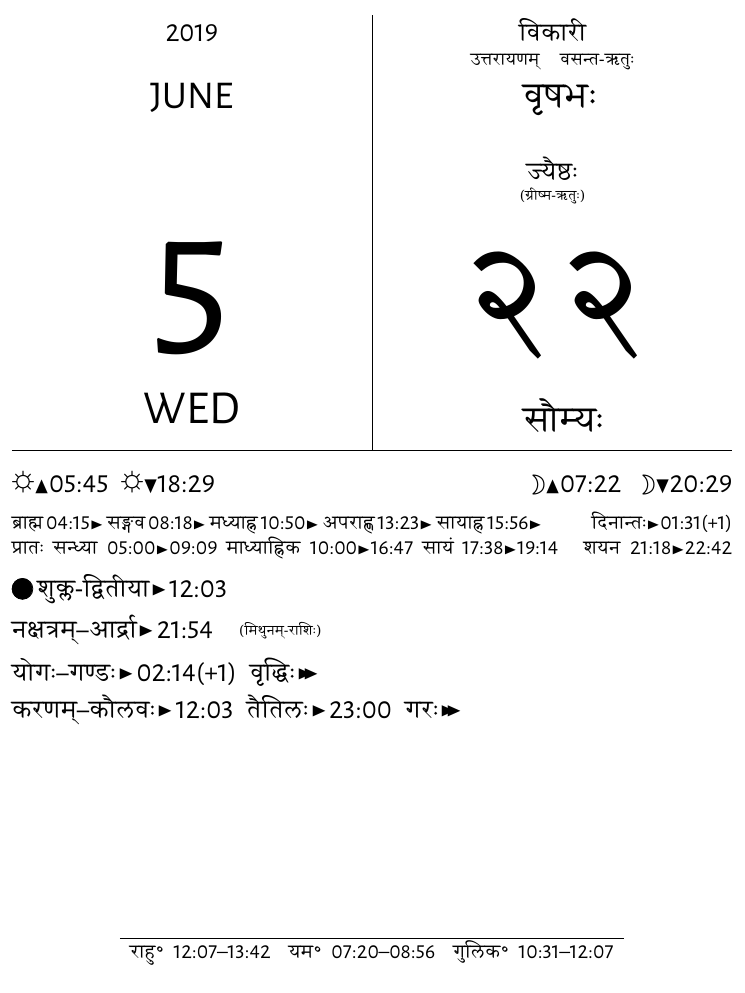 2019
JUNE
5
WED
विकारी
उत्तरायणम् वसन्त-ऋतुः
वृषभः
ज्यैष्ठः
(ग्रीष्म-ऋतुः)
२२
सौम्यः
☼▲05:45 ☼▼18:29 ☽▲07:22 ☽▼20:29
ब्राह्म 04:15► सङ्गव 08:18► मध्याह्न 10:50► अपराह्ण 13:23► सायाह्न 15:56► दिनान्तः►01:31(+1)
प्रातः सन्ध्या 05:00►09:09 माध्याह्निक 10:00►16:47 सायं 17:38►19:14 शयन 21:18►22:42
●शुक्ल-द्वितीया►12:03
नक्षत्रम्–आर्द्रा►21:54 (मिथुनम्-राशिः)
योगः–गण्डः►02:14(+1) वृद्धिः►►
करणम्–कौलवः►12:03 तैतिलः►23:00 गरः►►
राहु॰ 12:07–13:42 यम॰ 07:20–08:56 गुलिक॰ 10:31–12:07